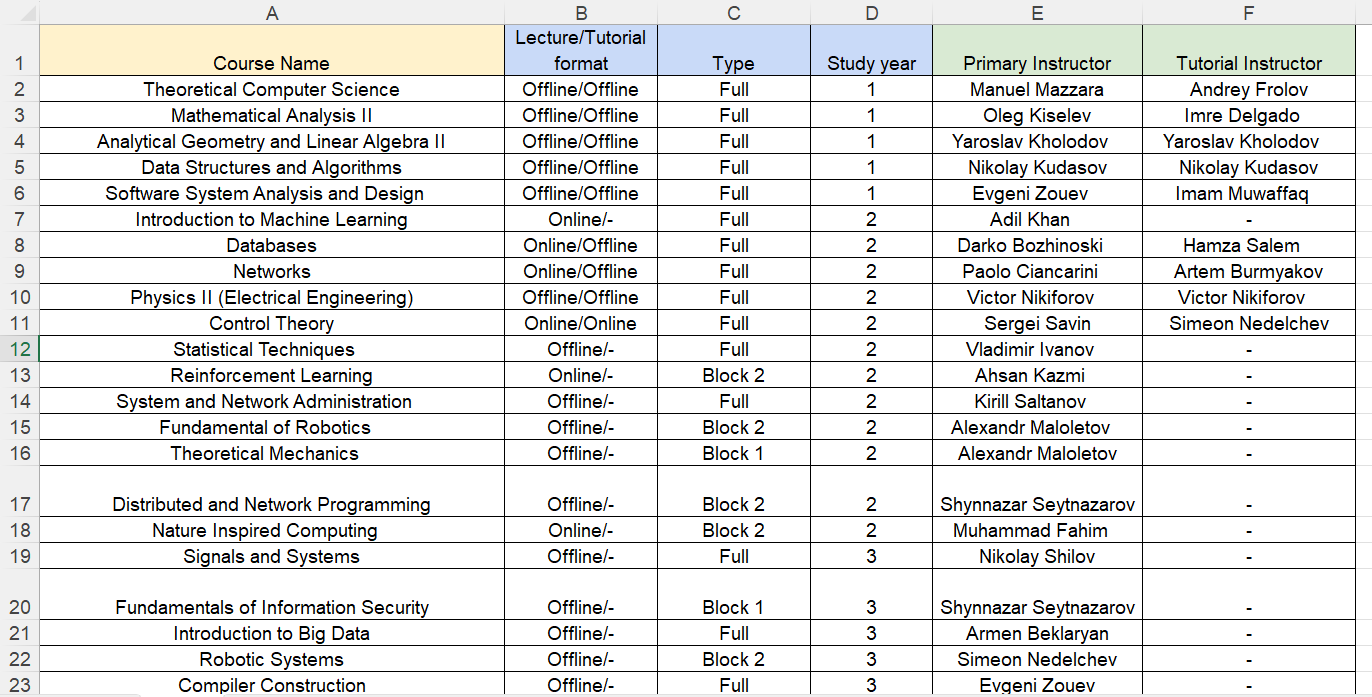 A B C D E F
1 Course Name Lecture/Tutorial format Type Study year Primary Instructor Tutorial Instructor
2 Theoretical Computer Science Offline/Offline Full 1 Manuel Mazzara Andrey Frolov
3 Mathematical Analysis II Offline/Offline Full 1 Oleg Kiselev Imre Delgado
4 Analytical Geometry and Linear Algebra II Offline/Offline Full 1 Yaroslav Kholodov Yaroslav Kholodov
5 Data Structures and Algorithms Offline/Offline Full 1 Nikolay Kudasov Nikolay Kudasov
6 Software System Analysis and Design Offline/Offline Full 1 Evgeni Zouev Imam Muwaffaq
7 Introduction to Machine Learning Online/- Full 2 Adil Khan -
8 Databases Online/Offline Full 2 Darko Bozhinoski Hamza Salem
9 Networks Online/Offline Full 2 Paolo Ciancarini Artem Burmyakov
10 Physics II (Electrical Engineering) Offline/Offline Full 2 Victor Nikiforov Victor Nikiforov
11 Control Theory Online/Online Full 2 Sergei Savin Simeon Nedelchev
12 Statistical Techniques Offline/- Full 2 Vladimir Ivanov -
13 Reinforcement Learning Online/- Block 2 2 Ahsan Kazmi -
14 System and Network Administration Offline/- Full 2 Kirill Saltanov -
15 Fundamental of Robotics Offline/- Block 2 2 Alexandr Maloletov -
16 Theoretical Mechanics Offline/- Block 1 2 Alexandr Maloletov -
17 Distributed and Network Programming Offline/- Block 2 2 Shynnazar Seytnazarov -
18 Nature Inspired Computing Online/- Block 2 2 Muhammad Fahim -
19 Signals and Systems Offline/- Full 3 Nikolay Shilov -
20 Fundamentals of Information Security Offline/- Block 1 3 Shynnazar Seytnazarov -
21 Introduction to Big Data Offline/- Full 3 Armen Beklaryan -
22 Robotic Systems Offline/- Block 2 3 Simeon Nedelchev -
23 Compiler Construction Offline/- Full 3 Evgeni Zouev -